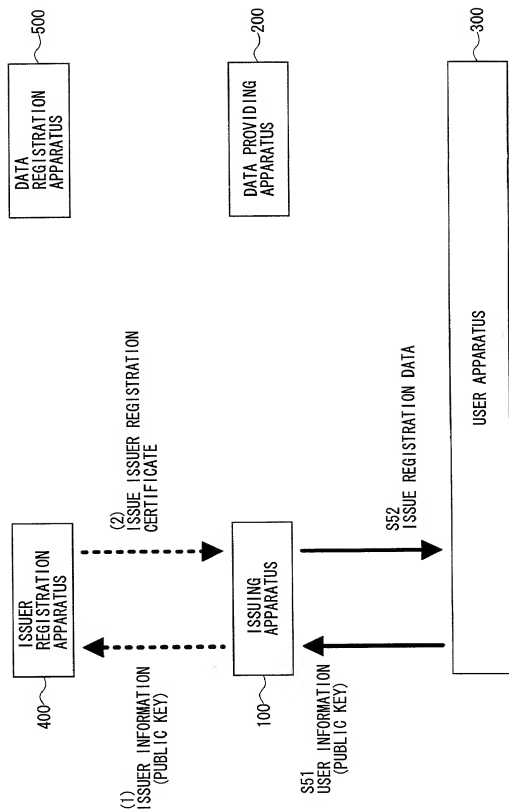 ISSUER
REGISTRATION
APPARATUS
400
DATA
REGISTRATION
APPARATUS
500
(1)
ISSUER INFORMATION
(PUBLIC KEY)
(2)
ISSUE ISSUER REGISTRATION
CERTIFICATE
100
ISSUING
APPARATUS
DATA PROVIDING
APPARATUS
200
S51
USER INFORMATION
(PUBLIC KEY)
S52
ISSUE REGISTRATION DATA
USER APPARATUS
300